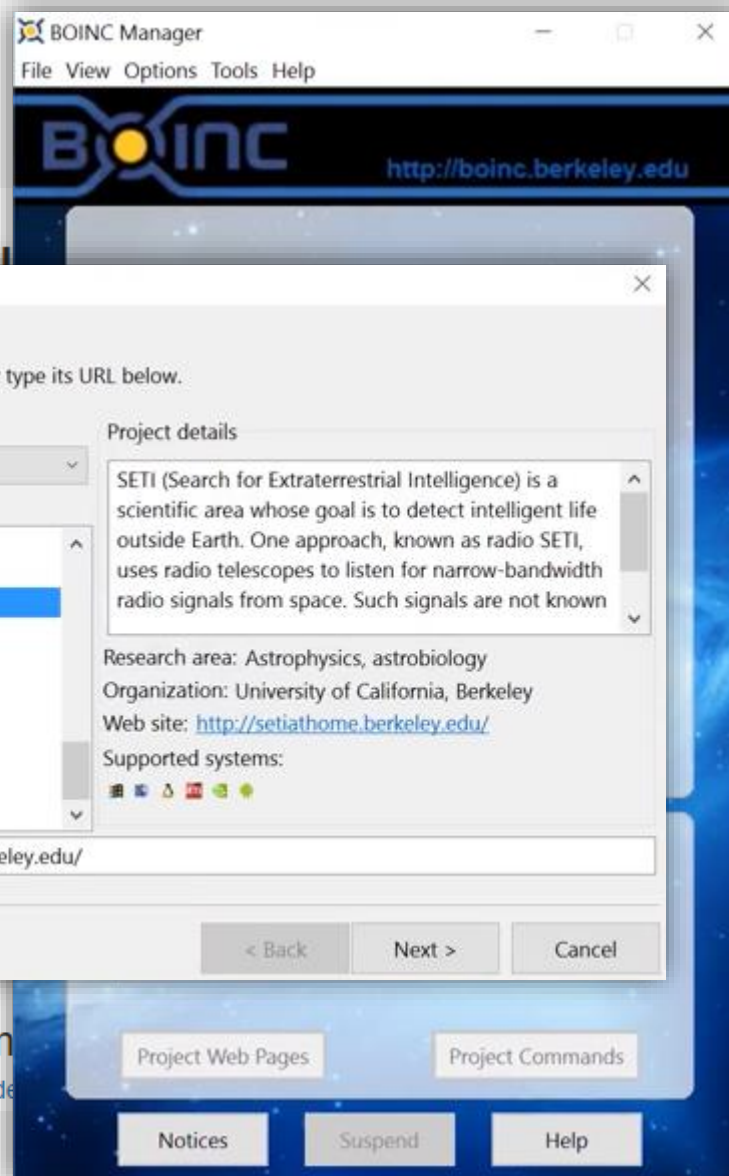 BOINC Manager
File View Options Tools Help
BOINC
http://boinc.berkeley.edu
type its URL below.
Project details
SETI (Search for Extraterrestrial Intelligence) is a
scientific area whose goal is to detect intelligent life
outside Earth. One approach, known as radio SETI,
uses radio telescopes to listen for narrow-bandwidth
radio signals from space. Such signals are not known
Research area: Astrophysics, astrobiology
Organization: University of California, Berkeley
Web site: http://setiathome.berkeley.edu/
Supported systems:
eley.edu/
< Back Next > Cancel
Project Web Pages Project Commands
Notices Suspend Help